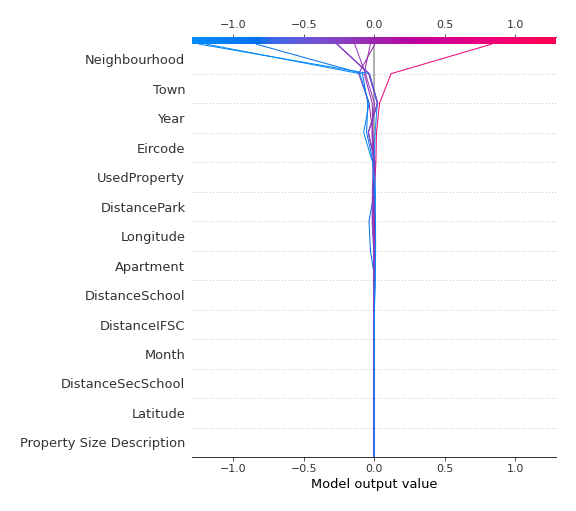 −1.0 −0.5 0.0 0.5 1.0
Neighbourhood
Town
Year
Eircode
UsedProperty
DistancePark
Longitude
Apartment
DistanceSchool
DistanceIFSC
Month
DistanceSecSchool
Latitude
Property Size Description
−1.0 −0.5 0.0 0.5 1.0
Model output value